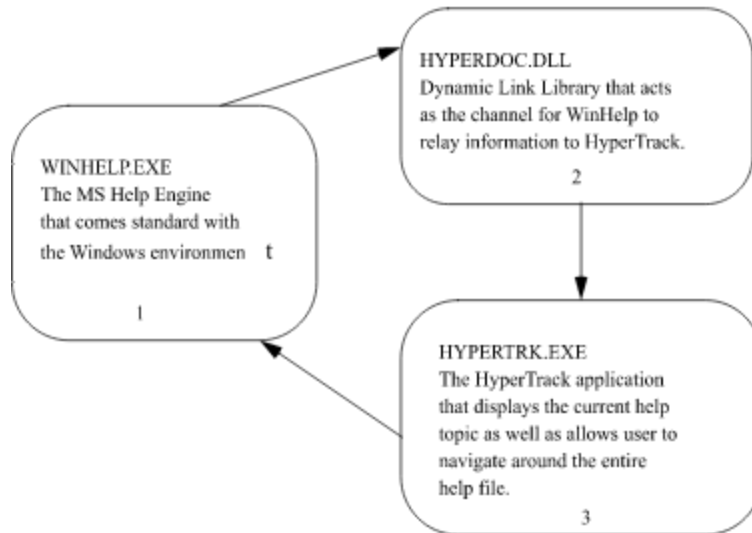 WINHELP.EXE
The MS Help Engine
that comes standard with
the Windows environmen t
1
HYPERDOC.DLL
Dynamic Link Library that acts
as the channel for WinHelp to
relay information to HyperTrack.
2
HYPERTRK.EXE
The HyperTrack application
that displays the current help
topic as well as allows user to
navigate around the entire
help file.
3